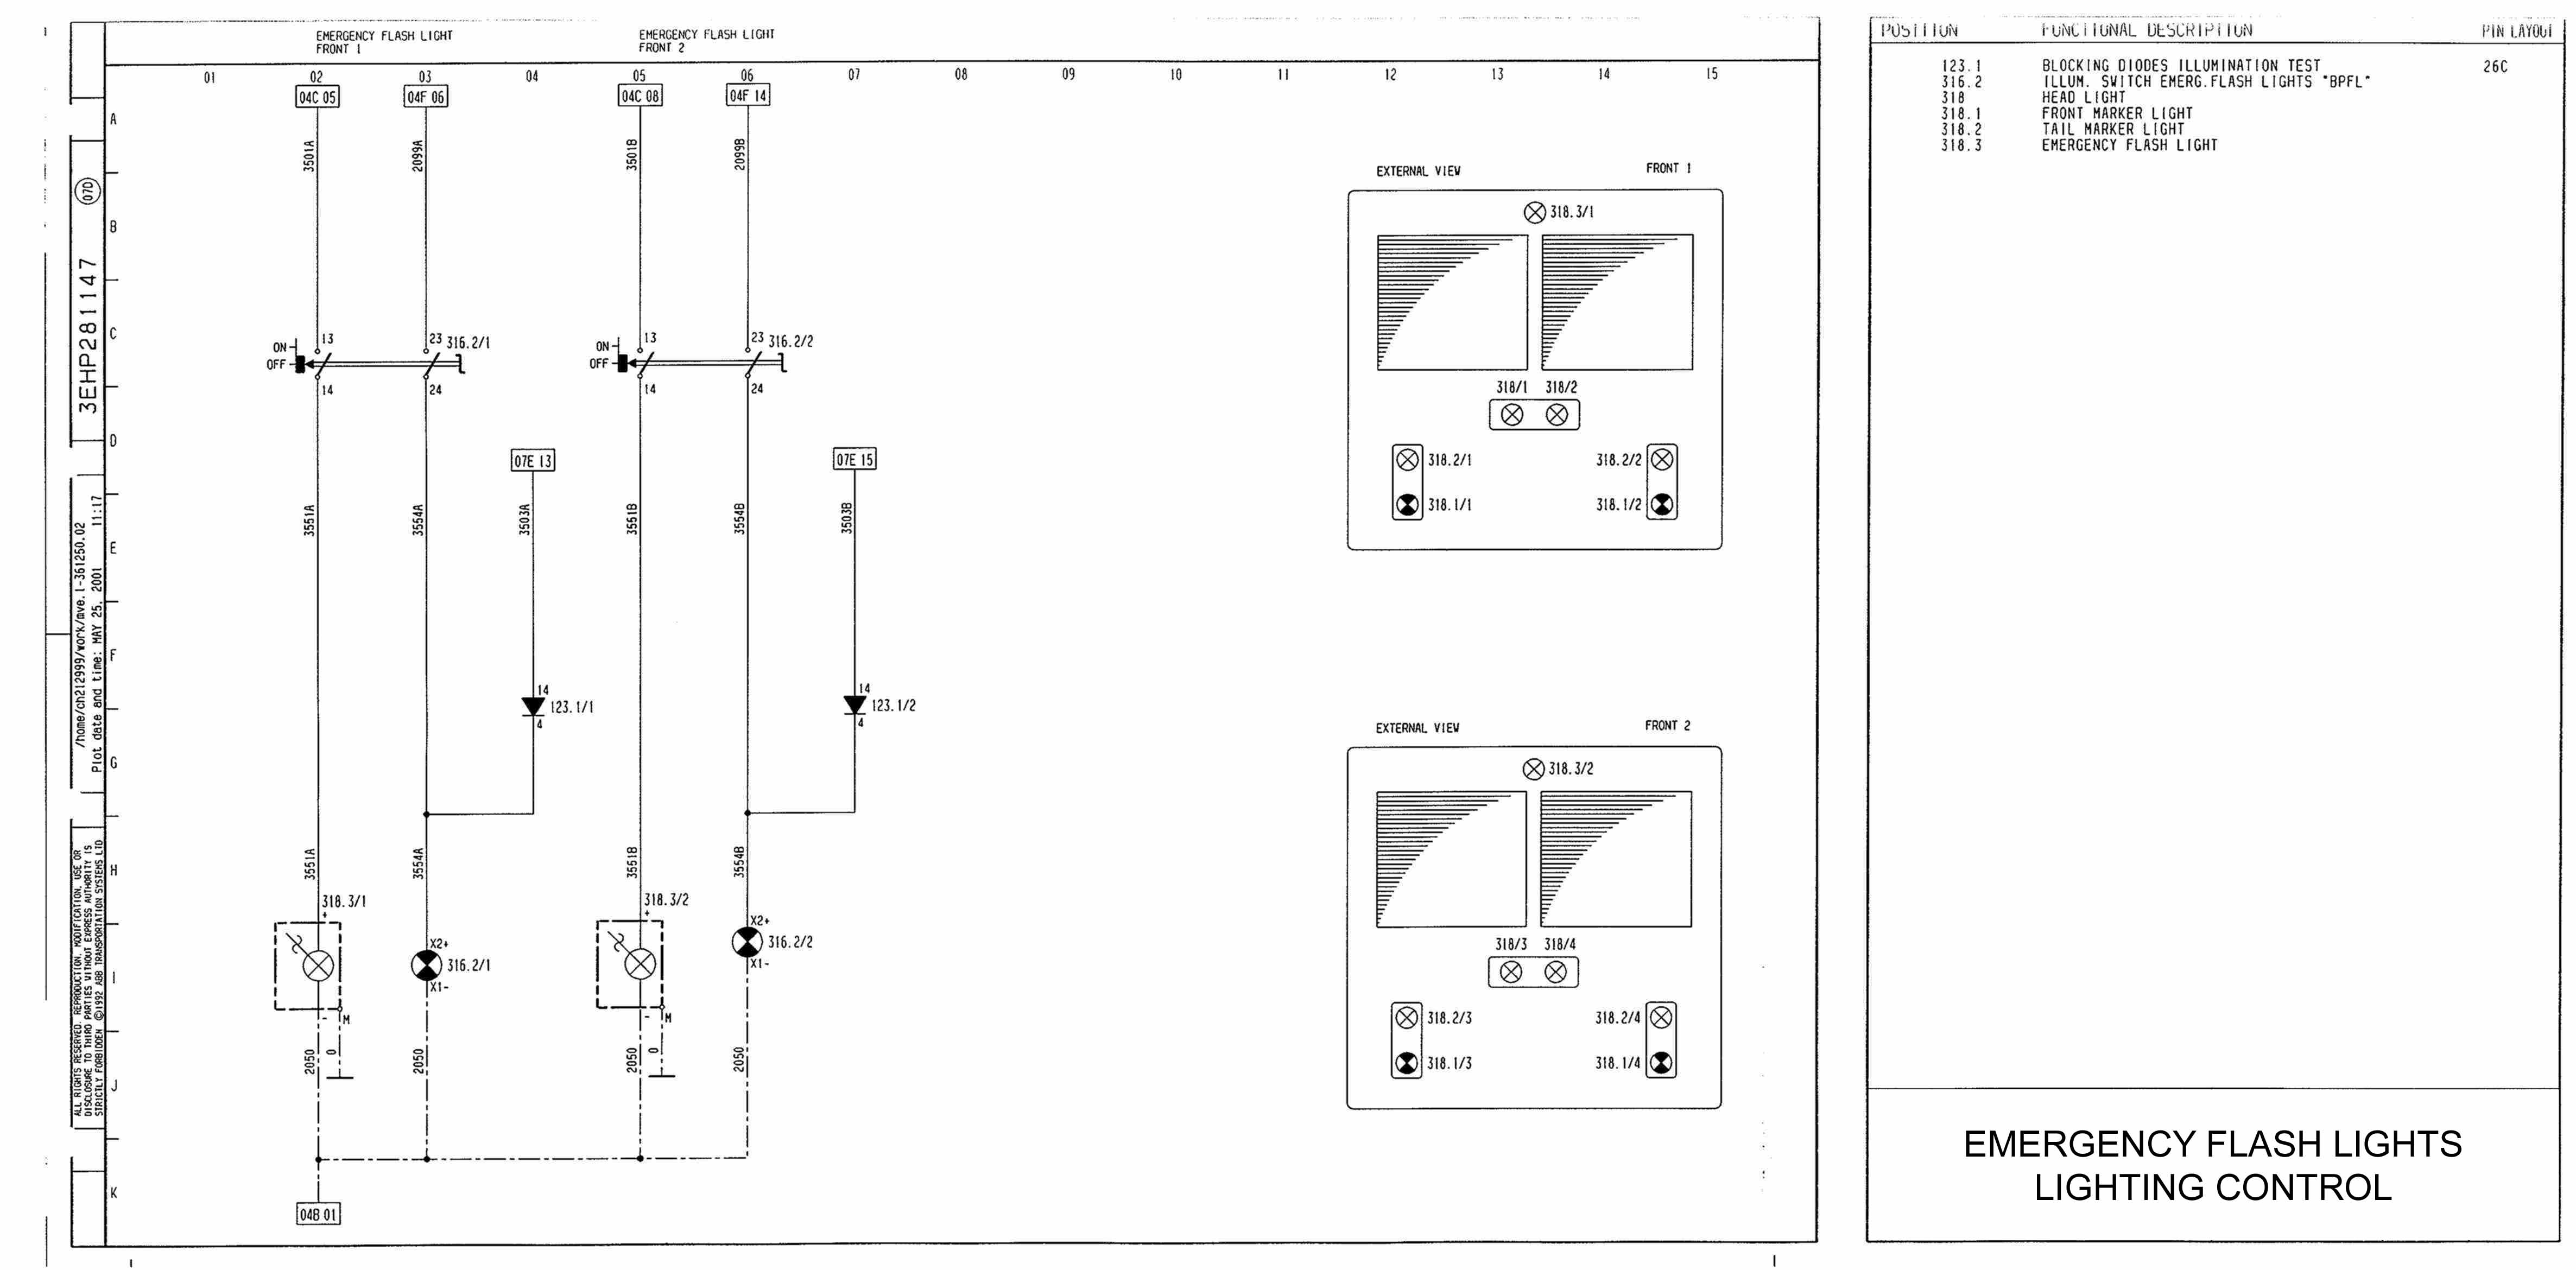 EMERGENCY FLASH LIGHT
FRONT 1
EMERGENCY FLASH LIGHT
FRONT 2
01 02 03 04 05 06 07 08 09 10 11 12 13 14 15
04C 05 04F 06 04C 08 04F 14
A
B
C
D
E
F
G
H
I
J
K
3501A 2099A 3501B 2099B
ON
OFF
13
14
23 316.2/1
24
ON
OFF
13
14
23 316.2/2
24
07E 13 07E 15
3551A 3554A 3503A 3551B 3554B 3503B
14
123.1/1
4
14
123.1/2
4
3551A 3554A 3551B 3554B
318.3/1
+
- M
X2+
316.2/1
X1-
318.3/2
+
- M
X2+
316.2/2
X1-
2050 0 2050 2050 0 2050
04B 01
EXTERNAL VIEW FRONT 1
318.3/1
318/1 318/2
318.2/1 318.2/2
318.1/1 318.1/2
EXTERNAL VIEW FRONT 2
318.3/2
318/3 318/4
318.2/3 318.2/4
318.1/3 318.1/4
3EHP281147 07D
/home/ch212999/work/mve.1-361250.02
Plot date and time: MAY 25. 2001 11:17
ALL RIGHTS RESERVED. REPRODUCTION, MODIFICATION, USE OR
DISCLOSURE TO THIRD PARTIES WITHOUT EXPRESS AUTHORITY IS
STRICTLY FORBIDDEN ©1992 ABB TRANSPORTATION SYSTEMS LTD
POSITION FUNCTIONAL DESCRIPTION PIN LAYOUT
123.1 BLOCKING DIODES ILLUMINATION TEST 26C
316.2 ILLUM. SWITCH EMERG.FLASH LIGHTS "BPFL"
318 HEAD LIGHT
318.1 FRONT MARKER LIGHT
318.2 TAIL MARKER LIGHT
318.3 EMERGENCY FLASH LIGHT
EMERGENCY FLASH LIGHTS
LIGHTING CONTROL